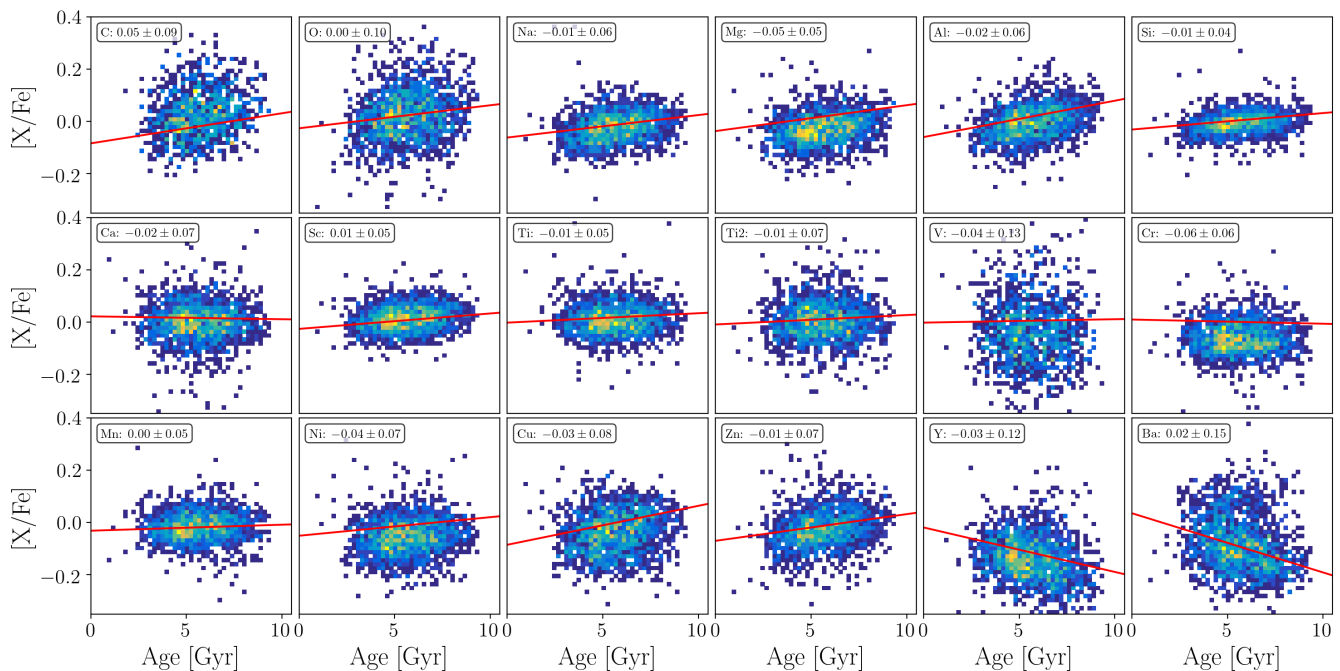 C: 0.05 ± 0.09
O: 0.00 ± 0.10
Na: −0.01 ± 0.06
Mg: −0.05 ± 0.05
Al: −0.02 ± 0.06
Si: −0.01 ± 0.04
0.4
0.2
0.0
−0.2
[X/Fe]
Ca: −0.02 ± 0.07
Sc: 0.01 ± 0.05
Ti: −0.01 ± 0.05
Ti2: −0.01 ± 0.07
V: −0.04 ± 0.13
Cr: −0.06 ± 0.06
0.4
0.2
0.0
−0.2
[X/Fe]
Mn: 0.00 ± 0.05
Ni: −0.04 ± 0.07
Cu: −0.03 ± 0.08
Zn: −0.01 ± 0.07
Y: −0.03 ± 0.12
Ba: 0.02 ± 0.15
0.4
0.2
0.0
−0.2
[X/Fe]
0 5 10 0 5 10 0 5 10 0 5 10 0 5 10 0 5 10
Age [Gyr] Age [Gyr] Age [Gyr] Age [Gyr] Age [Gyr] Age [Gyr]